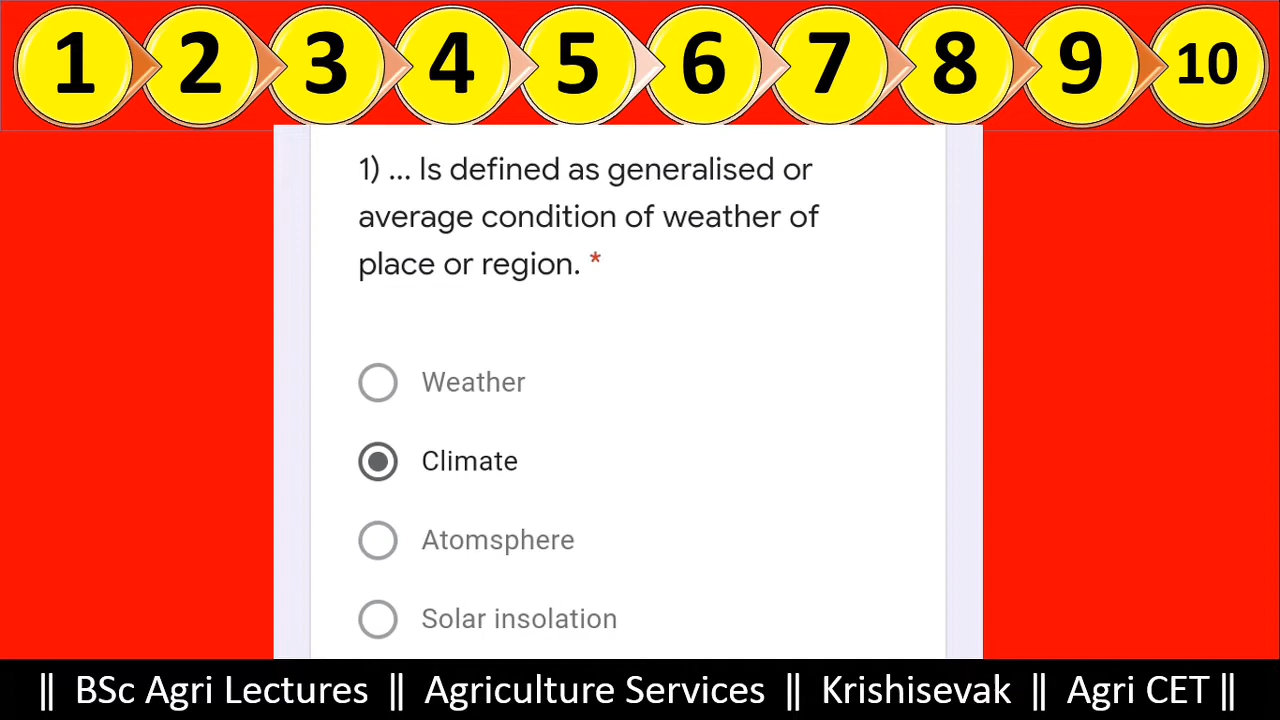 1 2 3 4 5 6 7 8 9 10
1) ... Is defined as generalised or
average condition of weather of
place or region. *
Weather
Climate
Atomsphere
Solar insolation
|| BSc Agri Lectures || Agriculture Services || Krishisevak || Agri CET ||